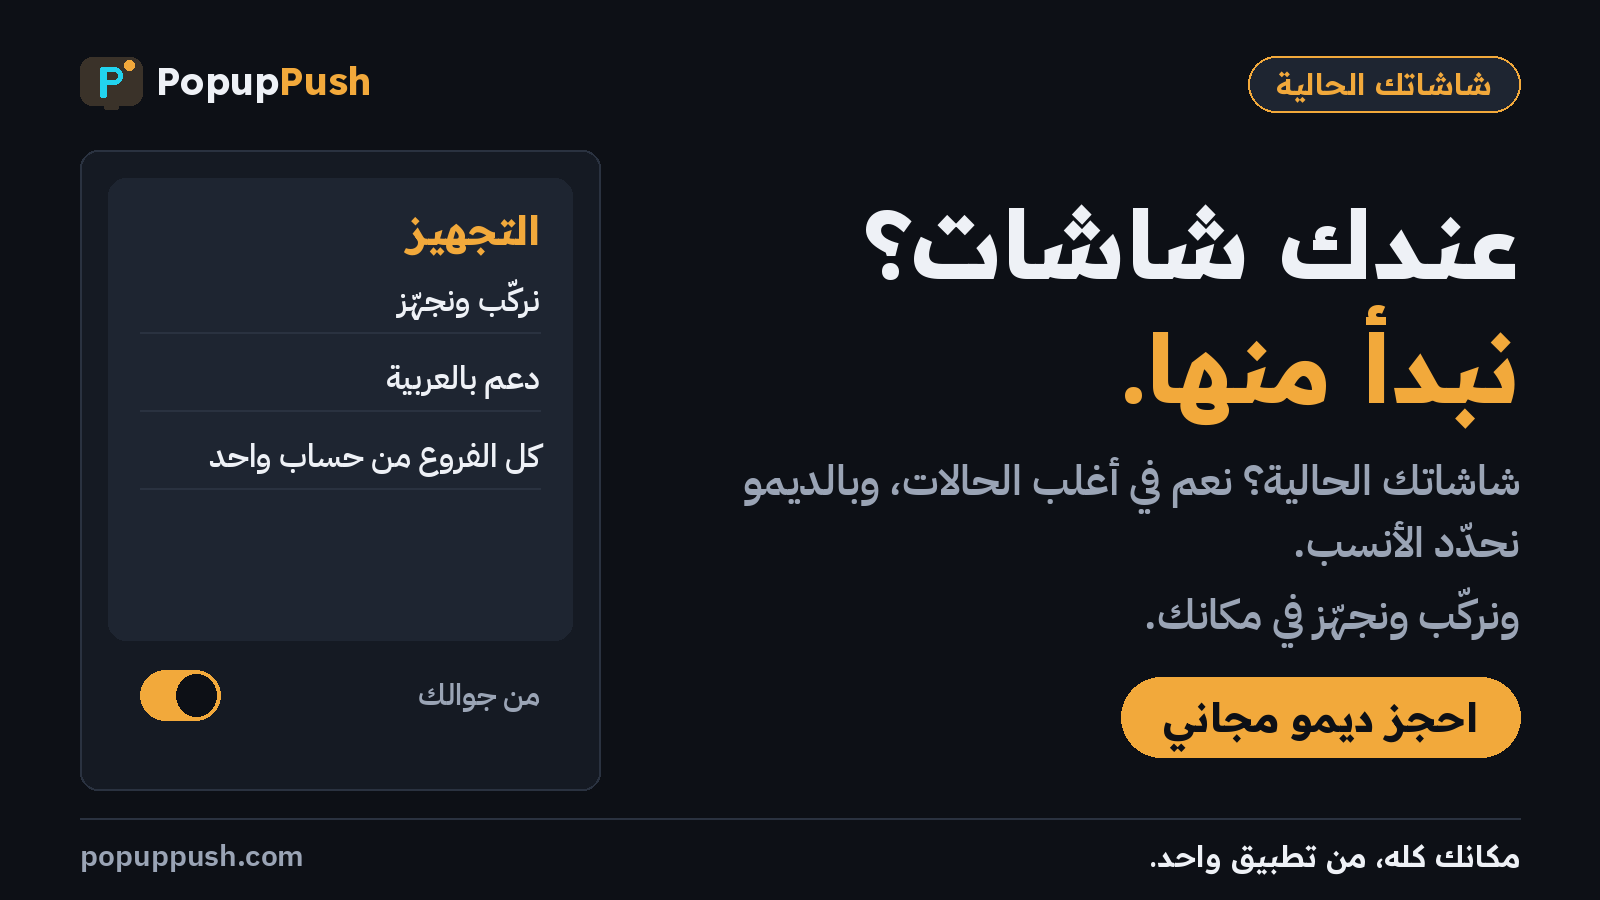 شاشاتك الحالية
PopupPush
عندك شاشات؟
نبدأ منها.
شاشاتك الحالية؟ نعم في أغلب الحالات، وبالديمو
نحدّد الأنسب.
ونركّب ونجهّز في مكانك.
احجز ديمو مجاني
التجهيز
نركّب ونجهّز
دعم بالعربية
كل الفروع من حساب واحد
من جوالك
مكانك كله، من تطبيق واحد.
popuppush.com